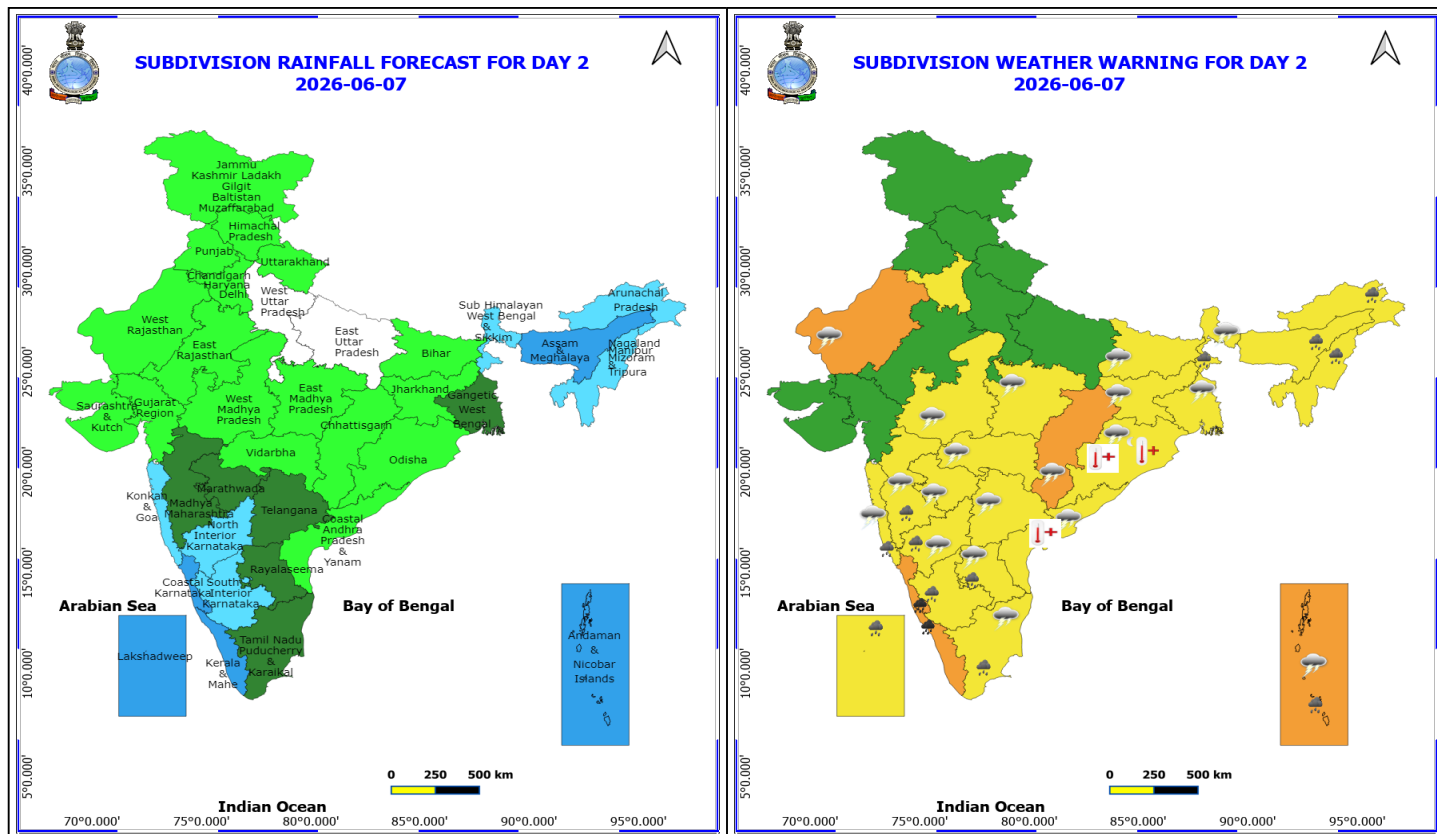 SUBDIVISION RAINFALL FORECAST FOR DAY 2
2026-06-07
40°0.000'
35°0.000'
30°0.000'
25°0.000'
20°0.000'
15°0.000'
10°0.000'
5°0.000'
Jammu
Kashmir Ladakh
Gilgit
Baltistan
Muzaffarabad
Himachal
Pradesh
Punjab
Uttarakhand
Chandigarh
Haryana
Delhi
West
Uttar
Pradesh
West
Rajasthan
East
Rajasthan
East
Uttar
Pradesh
Bihar
Sub Himalayan
West Bengal
&
Sikkim
Arunachal
Pradesh
Assam
&
Meghalaya
Nagaland
Manipur
Mizoram
&
Tripura
Saurashtra
&
Kutch
Gujarat
Region
West
Madhya
Pradesh
East
Madhya
Pradesh
Jharkhand
Gangetic
West
Bengal
Chhattisgarh
Vidarbha
Odisha
Konkan
&
Goa
Madhya
Maharashtra
Marathwada
Telangana
North
Interior
Karnataka
Coastal
Andhra
Pradesh
&
Yanam
Rayalaseema
Coastal
Karnataka
South
Interior
Karnataka
Tamil Nadu
Puducherry
&
Karaikal
Kerala
&
Mahe
Lakshadweep
Andaman
&
Nicobar
Islands
Arabian Sea
Bay of Bengal
Indian Ocean
0 250 500 km
70°0.000' 75°0.000' 80°0.000' 85°0.000' 90°0.000' 95°0.000'
SUBDIVISION WEATHER WARNING FOR DAY 2
2026-06-07
40°0.000'
35°0.000'
30°0.000'
25°0.000'
20°0.000'
15°0.000'
10°0.000'
5°0.000'
Arabian Sea
Bay of Bengal
Indian Ocean
0 250 500 km
70°0.000' 75°0.000' 80°0.000' 85°0.000' 90°0.000' 95°0.000'